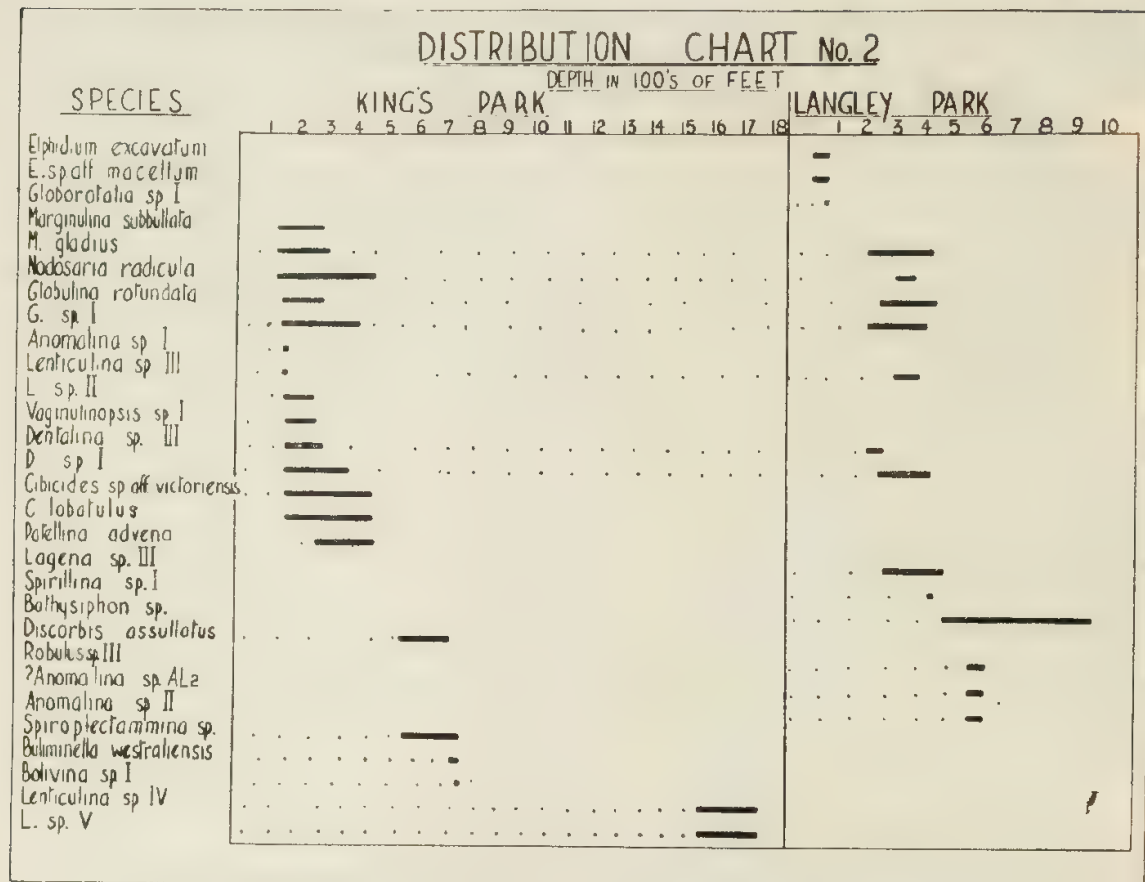 DISTRIBUTION CHART No. 2
DEPTH IN 100's OF FEET
SPECIES
KING'S PARK
LANGLEY PARK
1 2 3 4 5 6 7 8 9 10 11 12 13 14 15 16 17 18
1 2 3 4 5 6 7 8 9 10
Elphidium excavatum
E. sp aff macellum
Globorotalia sp I
Marginulina subbullata
M. gladius
Nodosaria radicula
Globulina rotundata
G. sp I
Anomalina sp I
Lenticulina sp III
L sp. II
Vaginulinopsis sp I
Dentalina sp. III
D sp I
Cibicides sp aff victoriensis
C lobatulus
Patellina advena
Lagena sp. III
Spirillina sp. I
Bathysiphon sp.
Discorbis assullatus
Robulus sp III
?Anomalina sp. AL2
Anomalina sp II
Spiroplectammina sp.
Buliminella westraliensis
Bolivina sp I
Lenticulina sp IV
L. sp. V